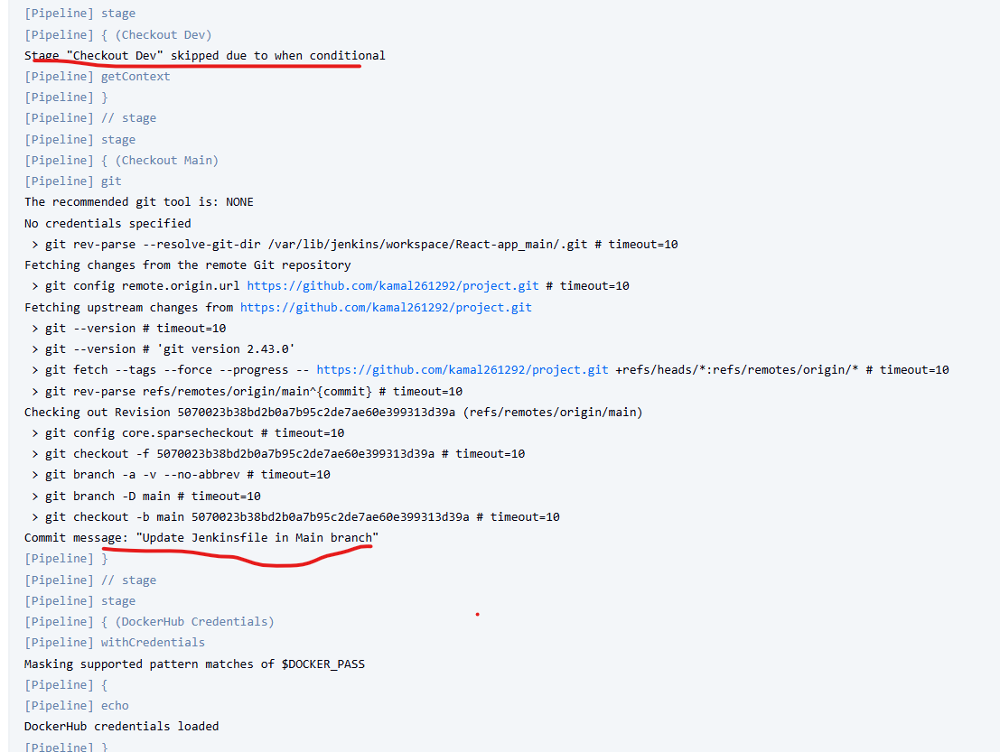 [Pipeline] stage
[Pipeline] { (Checkout Dev)
Stage "Checkout Dev" skipped due to when conditional
[Pipeline] getContext
[Pipeline] }
[Pipeline] // stage
[Pipeline] stage
[Pipeline] { (Checkout Main)
[Pipeline] git
The recommended git tool is: NONE
No credentials specified
 > git rev-parse --resolve-git-dir /var/lib/jenkins/workspace/React-app_main/.git # timeout=10
Fetching changes from the remote Git repository
 > git config remote.origin.url https://github.com/kamal261292/project.git # timeout=10
Fetching upstream changes from https://github.com/kamal261292/project.git
 > git --version # timeout=10
 > git --version # 'git version 2.43.0'
 > git fetch --tags --force --progress -- https://github.com/kamal261292/project.git +refs/heads/*:refs/remotes/origin/* # timeout=10
 > git rev-parse refs/remotes/origin/main^{commit} # timeout=10
Checking out Revision 5070023b38bd2b0a7b95c2de7ae60e399313d39a (refs/remotes/origin/main)
 > git config core.sparsecheckout # timeout=10
 > git checkout -f 5070023b38bd2b0a7b95c2de7ae60e399313d39a # timeout=10
 > git branch -a -v --no-abbrev # timeout=10
 > git branch -D main # timeout=10
 > git checkout -b main 5070023b38bd2b0a7b95c2de7ae60e399313d39a # timeout=10
Commit message: "Update Jenkinsfile in Main branch"
[Pipeline] }
[Pipeline] // stage
[Pipeline] stage
[Pipeline] { (DockerHub Credentials)
[Pipeline] withCredentials
Masking supported pattern matches of $DOCKER_PASS
[Pipeline] {
[Pipeline] echo
DockerHub credentials loaded
[Pipeline] }